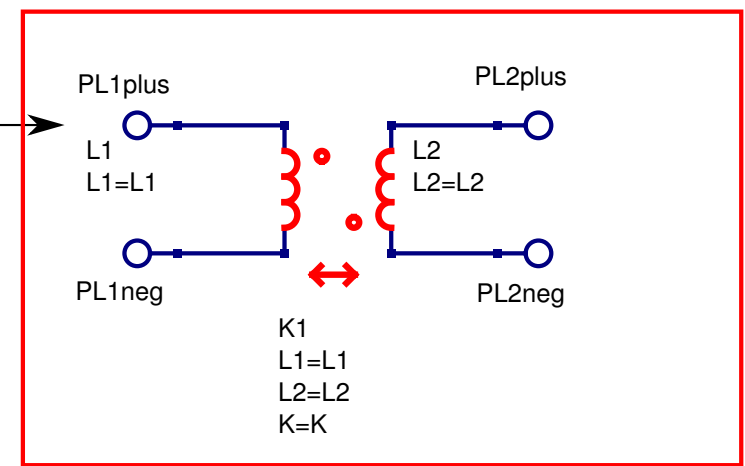 PL1plus
PL2plus
L1
L1=L1
L2
L2=L2
PL1neg
PL2neg
K1
L1=L1
L2=L2
K=K